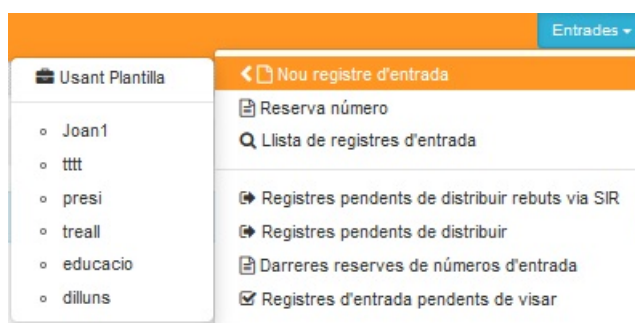 Entrades
Usant Plantilla
Joan1
tttt
presi
treall
educacio
dilluns
Nou registre d'entrada
Reserva número
Llista de registres d'entrada
Registres pendents de distribuir rebuts via SIR
Registres pendents de distribuir
Darreres reserves de números d'entrada
Registres d'entrada pendents de visar